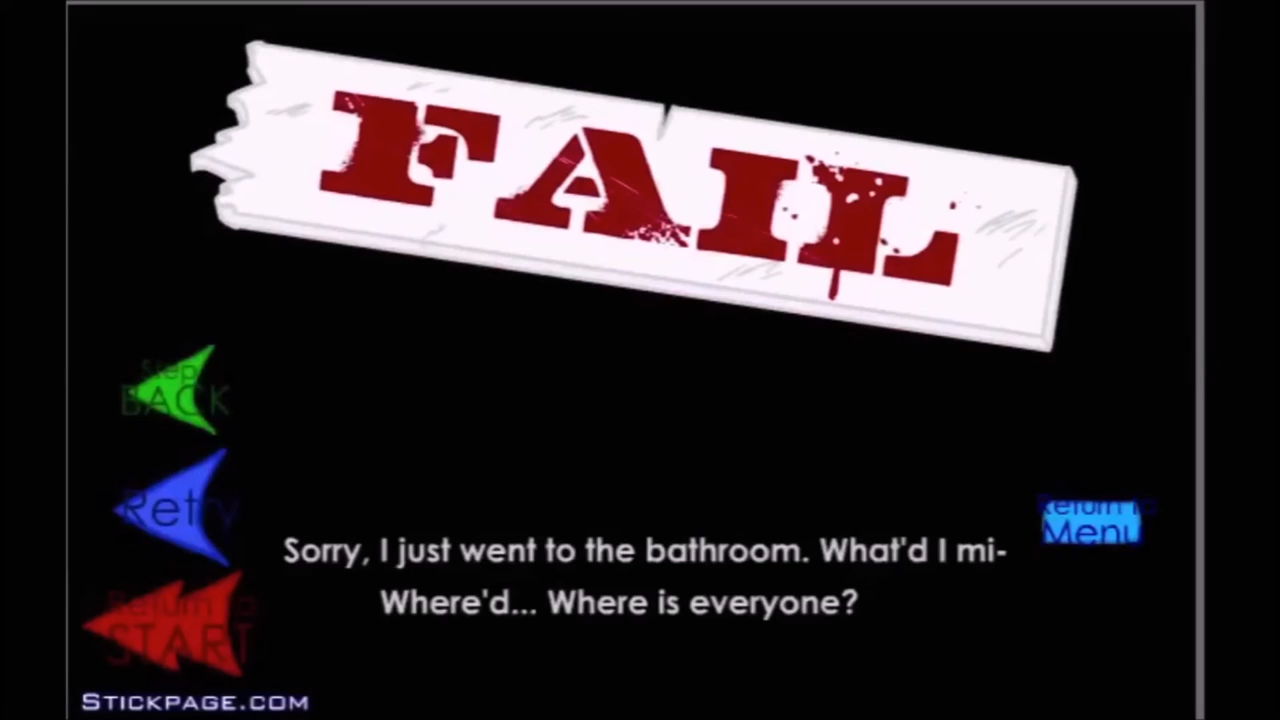 FAIL
Step
BACK
Retry
Sorry, I just went to the bathroom. What'd I mi-
Where'd... Where is everyone?
Return To
Menu
Return To
START
STICKPAGE.COM